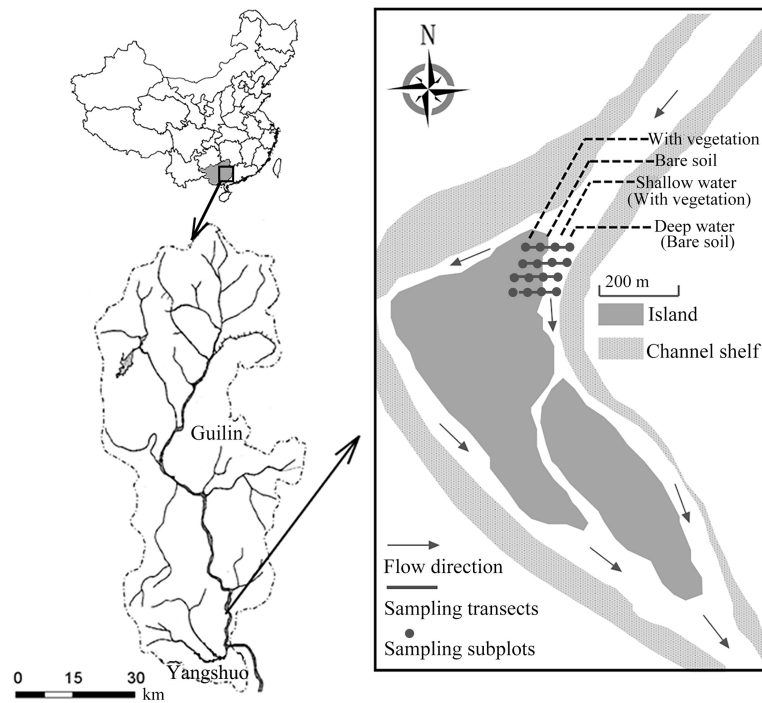 N
With vegetation
Bare soil
Shallow water
(With vegetation)
Deep water
(Bare soil)
200 m
Island
Channel shelf
Flow direction
Sampling transects
Sampling subplots
Guilin
Yangshuo
0 15 30
km